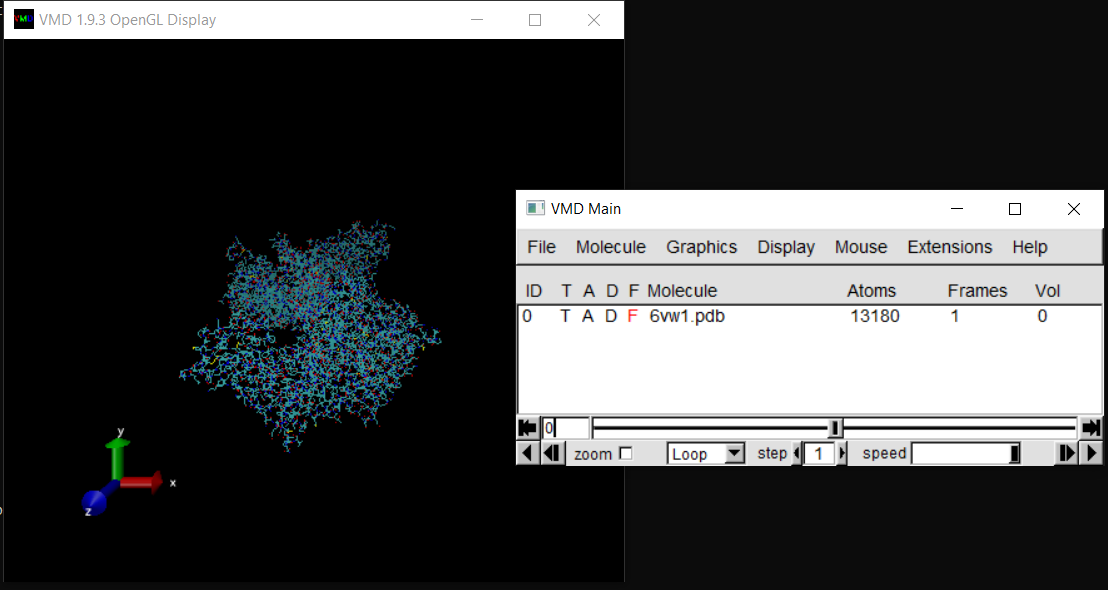 VMD VMD 1.9.3 OpenGL Display
y
x
z
VMD Main
File Molecule Graphics Display Mouse Extensions Help
ID T A D F Molecule Atoms Frames Vol
0 T A D F 6vw1.pdb 13180 1 0
0
zoom Loop step 1 speed